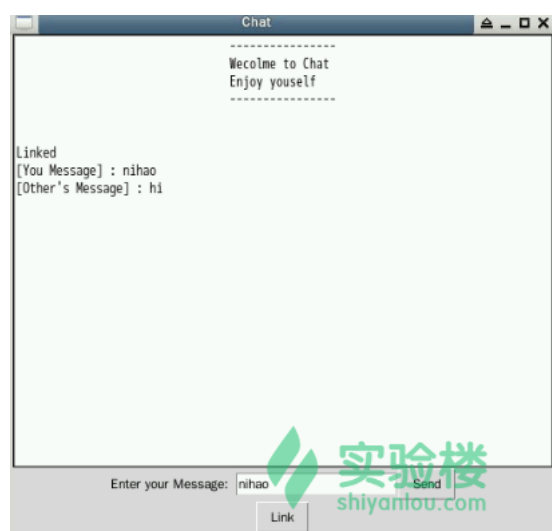 Chat
----------------
Wecolme to Chat
Enjoy youself
----------------
Linked
[You Message] : nihao
[Other's Message] : hi
Enter your Message: nihao Send
Link
实验楼
shiyanlou.com